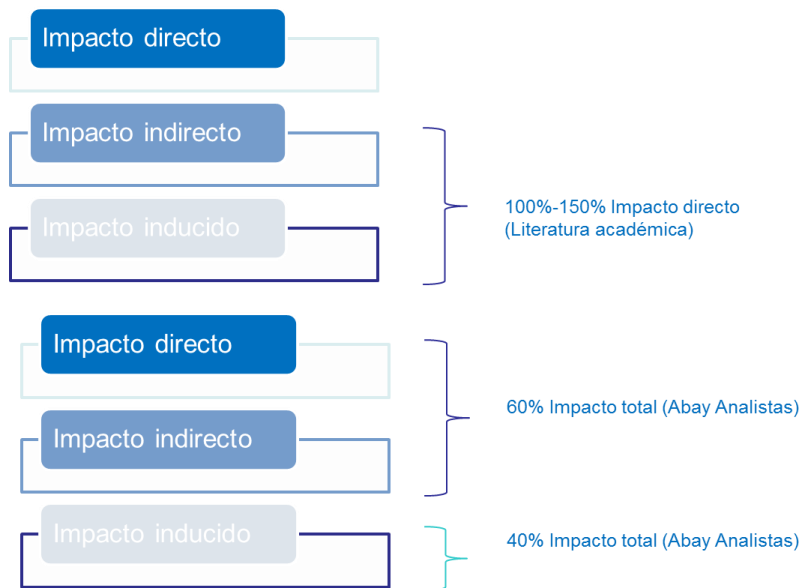 Impacto directo
Impacto indirecto
Impacto inducido
100%-150% Impacto directo
(Literatura académica)
Impacto directo
60% Impacto total (Abay Analistas)
Impacto indirecto
Impacto inducido
40% Impacto total (Abay Analistas)